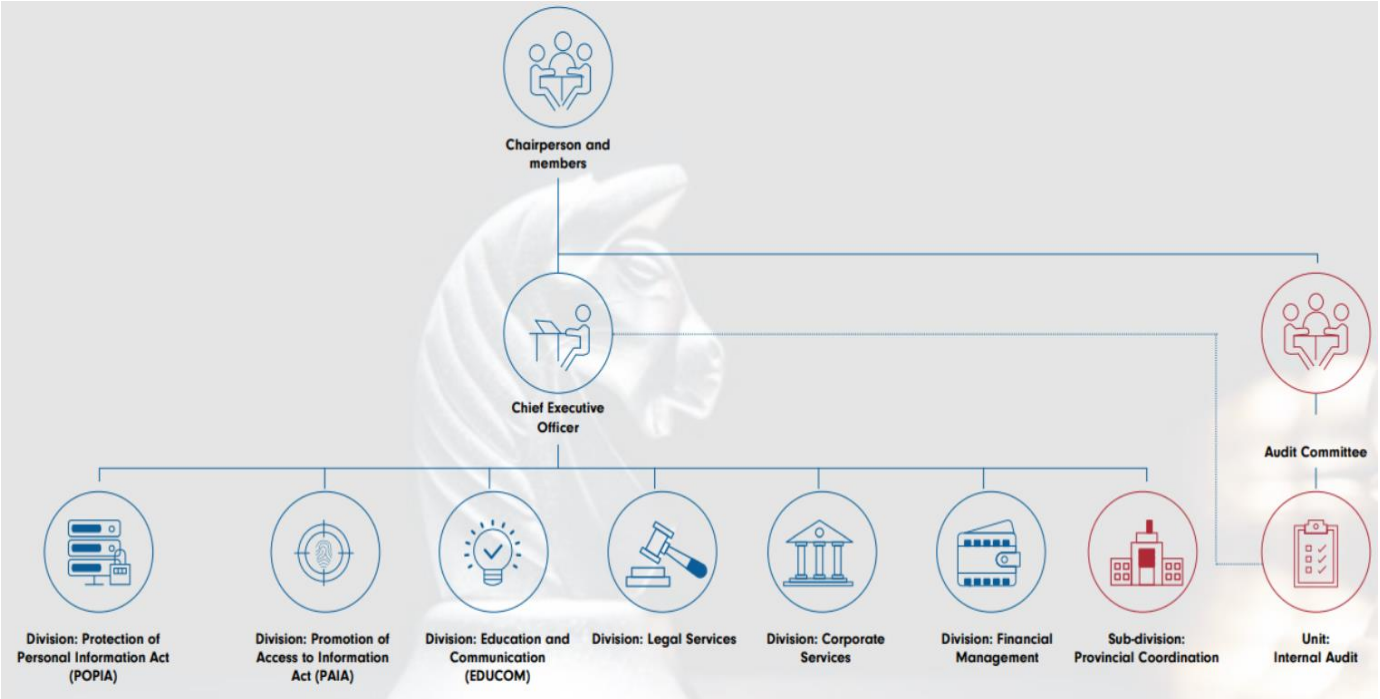 Chairperson and
members
Chief Executive
Officer
Audit Committee
Division: Protection of
Personal Information Act
(POPIA)
Division: Promotion of
Access to Information
Act (PAIA)
Division: Education and
Communication
(EDUCOM)
Division: Legal Services
Division: Corporate
Services
Division: Financial
Management
Sub-division:
Provincial Coordination
Unit:
Internal Audit